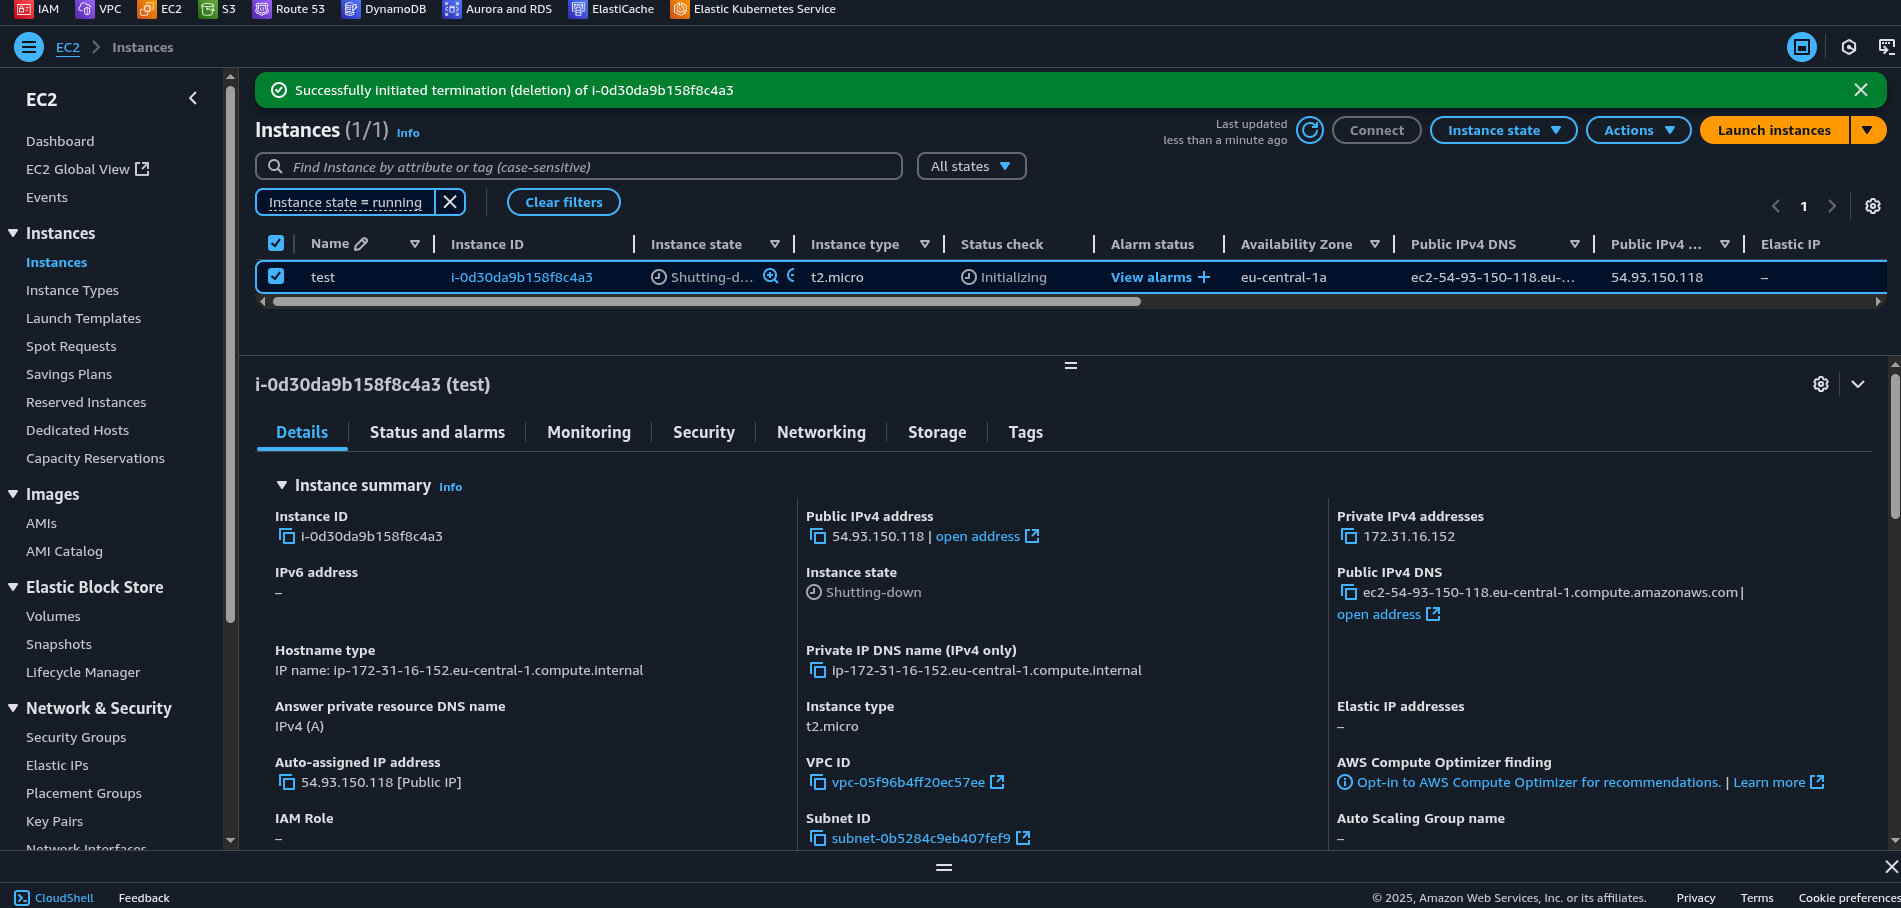 IAM VPC EC2 S3 Route 53 DynamoDB Aurora and RDS ElastiCache Elastic Kubernetes Service
EC2 Instances
EC2
Dashboard
EC2 Global View
Events
Instances
Instances
Instance Types
Launch Templates
Spot Requests
Savings Plans
Reserved Instances
Dedicated Hosts
Capacity Reservations
Images
AMIs
AMI Catalog
Elastic Block Store
Volumes
Snapshots
Lifecycle Manager
Network & Security
Security Groups
Elastic IPs
Placement Groups
Key Pairs
Network Interfaces
Successfully initiated termination (deletion) of i-0d30da9b158f8c4a3
Instances (1/1) Info
Last updated
less than a minute ago
Connect Instance state Actions Launch instances
Find Instance by attribute or tag (case-sensitive) All states
Instance state = running Clear filters
1
Name Instance ID Instance state Instance type Status check Alarm status Availability Zone Public IPv4 DNS Public IPv4 ... Elastic IP
test i-0d30da9b158f8c4a3 Shutting-d... t2.micro Initializing View alarms + eu-central-1a ec2-54-93-150-118.eu-... 54.93.150.118 –
i-0d30da9b158f8c4a3 (test)
Details Status and alarms Monitoring Security Networking Storage Tags
Instance summary Info
Instance ID
i-0d30da9b158f8c4a3
Public IPv4 address
54.93.150.118 | open address
Private IPv4 addresses
172.31.16.152
IPv6 address
–
Instance state
Shutting-down
Public IPv4 DNS
ec2-54-93-150-118.eu-central-1.compute.amazonaws.com |
open address
Hostname type
IP name: ip-172-31-16-152.eu-central-1.compute.internal
Private IP DNS name (IPv4 only)
ip-172-31-16-152.eu-central-1.compute.internal
Answer private resource DNS name
IPv4 (A)
Instance type
t2.micro
Elastic IP addresses
–
Auto-assigned IP address
54.93.150.118 [Public IP]
VPC ID
vpc-05f96b4ff20ec57ee
AWS Compute Optimizer finding
Opt-in to AWS Compute Optimizer for recommendations. | Learn more
IAM Role
–
Subnet ID
subnet-0b5284c9eb407fef9
Auto Scaling Group name
–
CloudShell Feedback © 2025, Amazon Web Services, Inc. or its affiliates. Privacy Terms Cookie preferences